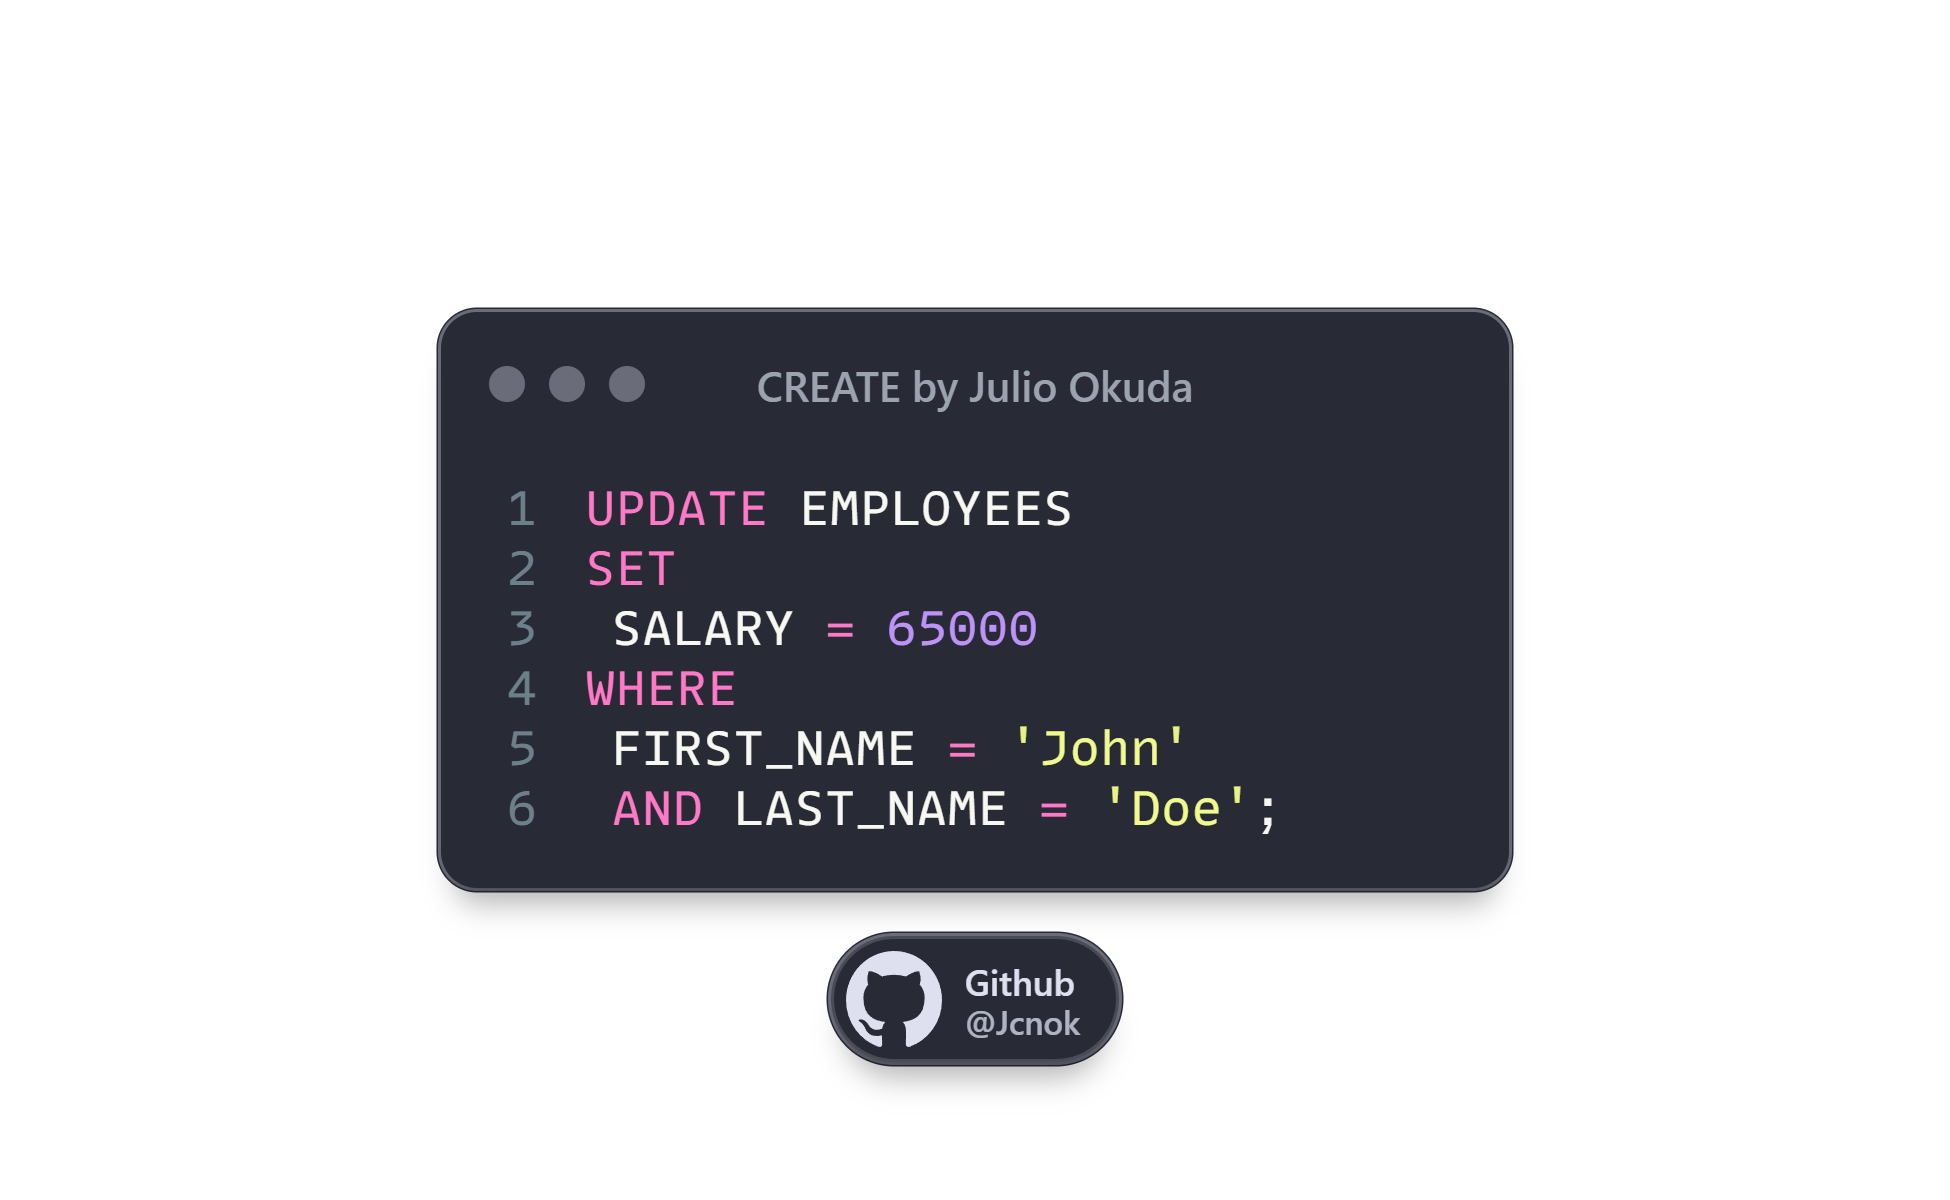 CREATE by Julio Okuda
1 UPDATE EMPLOYEES
2 SET
3  SALARY = 65000
4 WHERE
5  FIRST_NAME = 'John'
6  AND LAST_NAME = 'Doe';
Github
@Jcnok